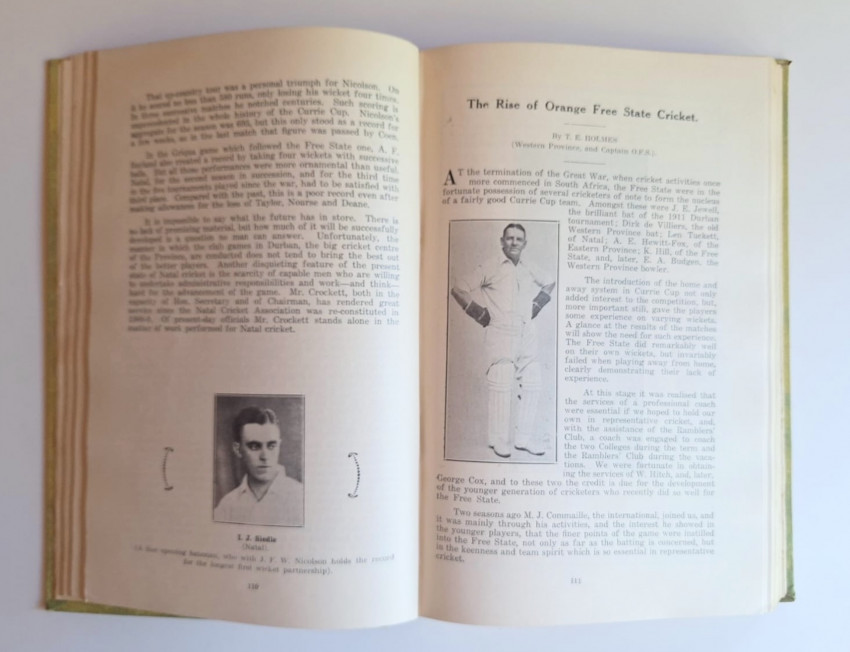 That up-country tour was a personal triumph for Nicolson. On
it he scored no less than 580 runs, only losing his wicket four times.
In three successive matches he notched centuries. Such scoring is
unprecedented in the whole history of the Currie Cup. Nicolson's
aggregate for the season was 690, but this only stood as a record for
a few weeks, as in the last match that figure was passed by Coen.
In the Griqua game which followed the Free State one, A. F.
Borland also created a record by taking four wickets with successive
balls. But all these performances were more ornamental than useful.
Natal, for the second season in succession, and for the third time
in the five tournaments played since the war, had to be satisfied with
third place. Compared with the past, this is a poor record even after
making allowances for the loss of Taylor, Nourse and Deane.
It is impossible to say what the future has in store. There is
no lack of promising material, but how much of it will be successfully
developed is a question no man can answer. Unfortunately, the
manner in which the club games in Durban, the big cricket centre
of the Province, are conducted does not tend to bring the best out
of the better players. Another disquieting feature of the present
state of Natal cricket is the scarcity of capable men who are willing
to undertake administrative responsibilities and work—and think—
hard for the advancement of the game. Mr. Crockett, both in the
capacity of Hon. Secretary and of Chairman, has rendered great
service since the Natal Cricket Association was re-constituted in
Of present-day officials Mr. Crockett stands alone in the
matter of work performed for Natal cricket.
I. J. Siedle
(Natal).
(A fine opening batsman, who with J. F. W. Nicolson holds the record
for the longest first wicket partnership).
110
The Rise of Orange Free State Cricket.
By T. E. HOLMES
(Western Province, and Captain O.F.S.)
AT the termination of the Great War, when cricket activities once
more commenced in South Africa, the Free State were in the
fortunate possession of several cricketers of note to form the nucleus
of a fairly good Currie Cup team. Amongst these were J. E. Jewell,
the brilliant bat of the 1911 Durban
tournament; Dirk de Villiers, the old
Western Province bat; Len Tuckett,
of Natal; A. E. Hewitt-Fox, of the
Eastern Province; K. Hill, of the Free
State, and, later, E. A. Budgen, the
Western Province bowler.
The introduction of the home and
away system in Currie Cup not only
added interest to the competition, but,
more important still, gave the players
some experience on varying wickets.
A glance at the results of the matches
will show the need for such experience.
The Free State did remarkably well
on their own wickets, but invariably
failed when playing away from home,
clearly demonstrating their lack of
experience.
At this stage it was realised that
the services of a professional coach
were essential if we hoped to hold our
own in representative cricket, and,
with the assistance of the Ramblers'
Club, a coach was engaged to coach
the two Colleges during the term and
the Ramblers' Club during the vaca-
tions. We were fortunate in obtain-
ing the services of W. Hitch, and, later,
George Cox, and to these two the credit is due for the development
of the younger generation of cricketers who recently did so well for
the Free State.
Two seasons ago M. J. Commaille, the international, joined us, and
it was mainly through his activities, and the interest he showed in
the younger players, that the finer points of the game were instilled
into the Free State, not only as far as the batting is concerned, but
in the keenness and team spirit which is so essential in representative
cricket.
111